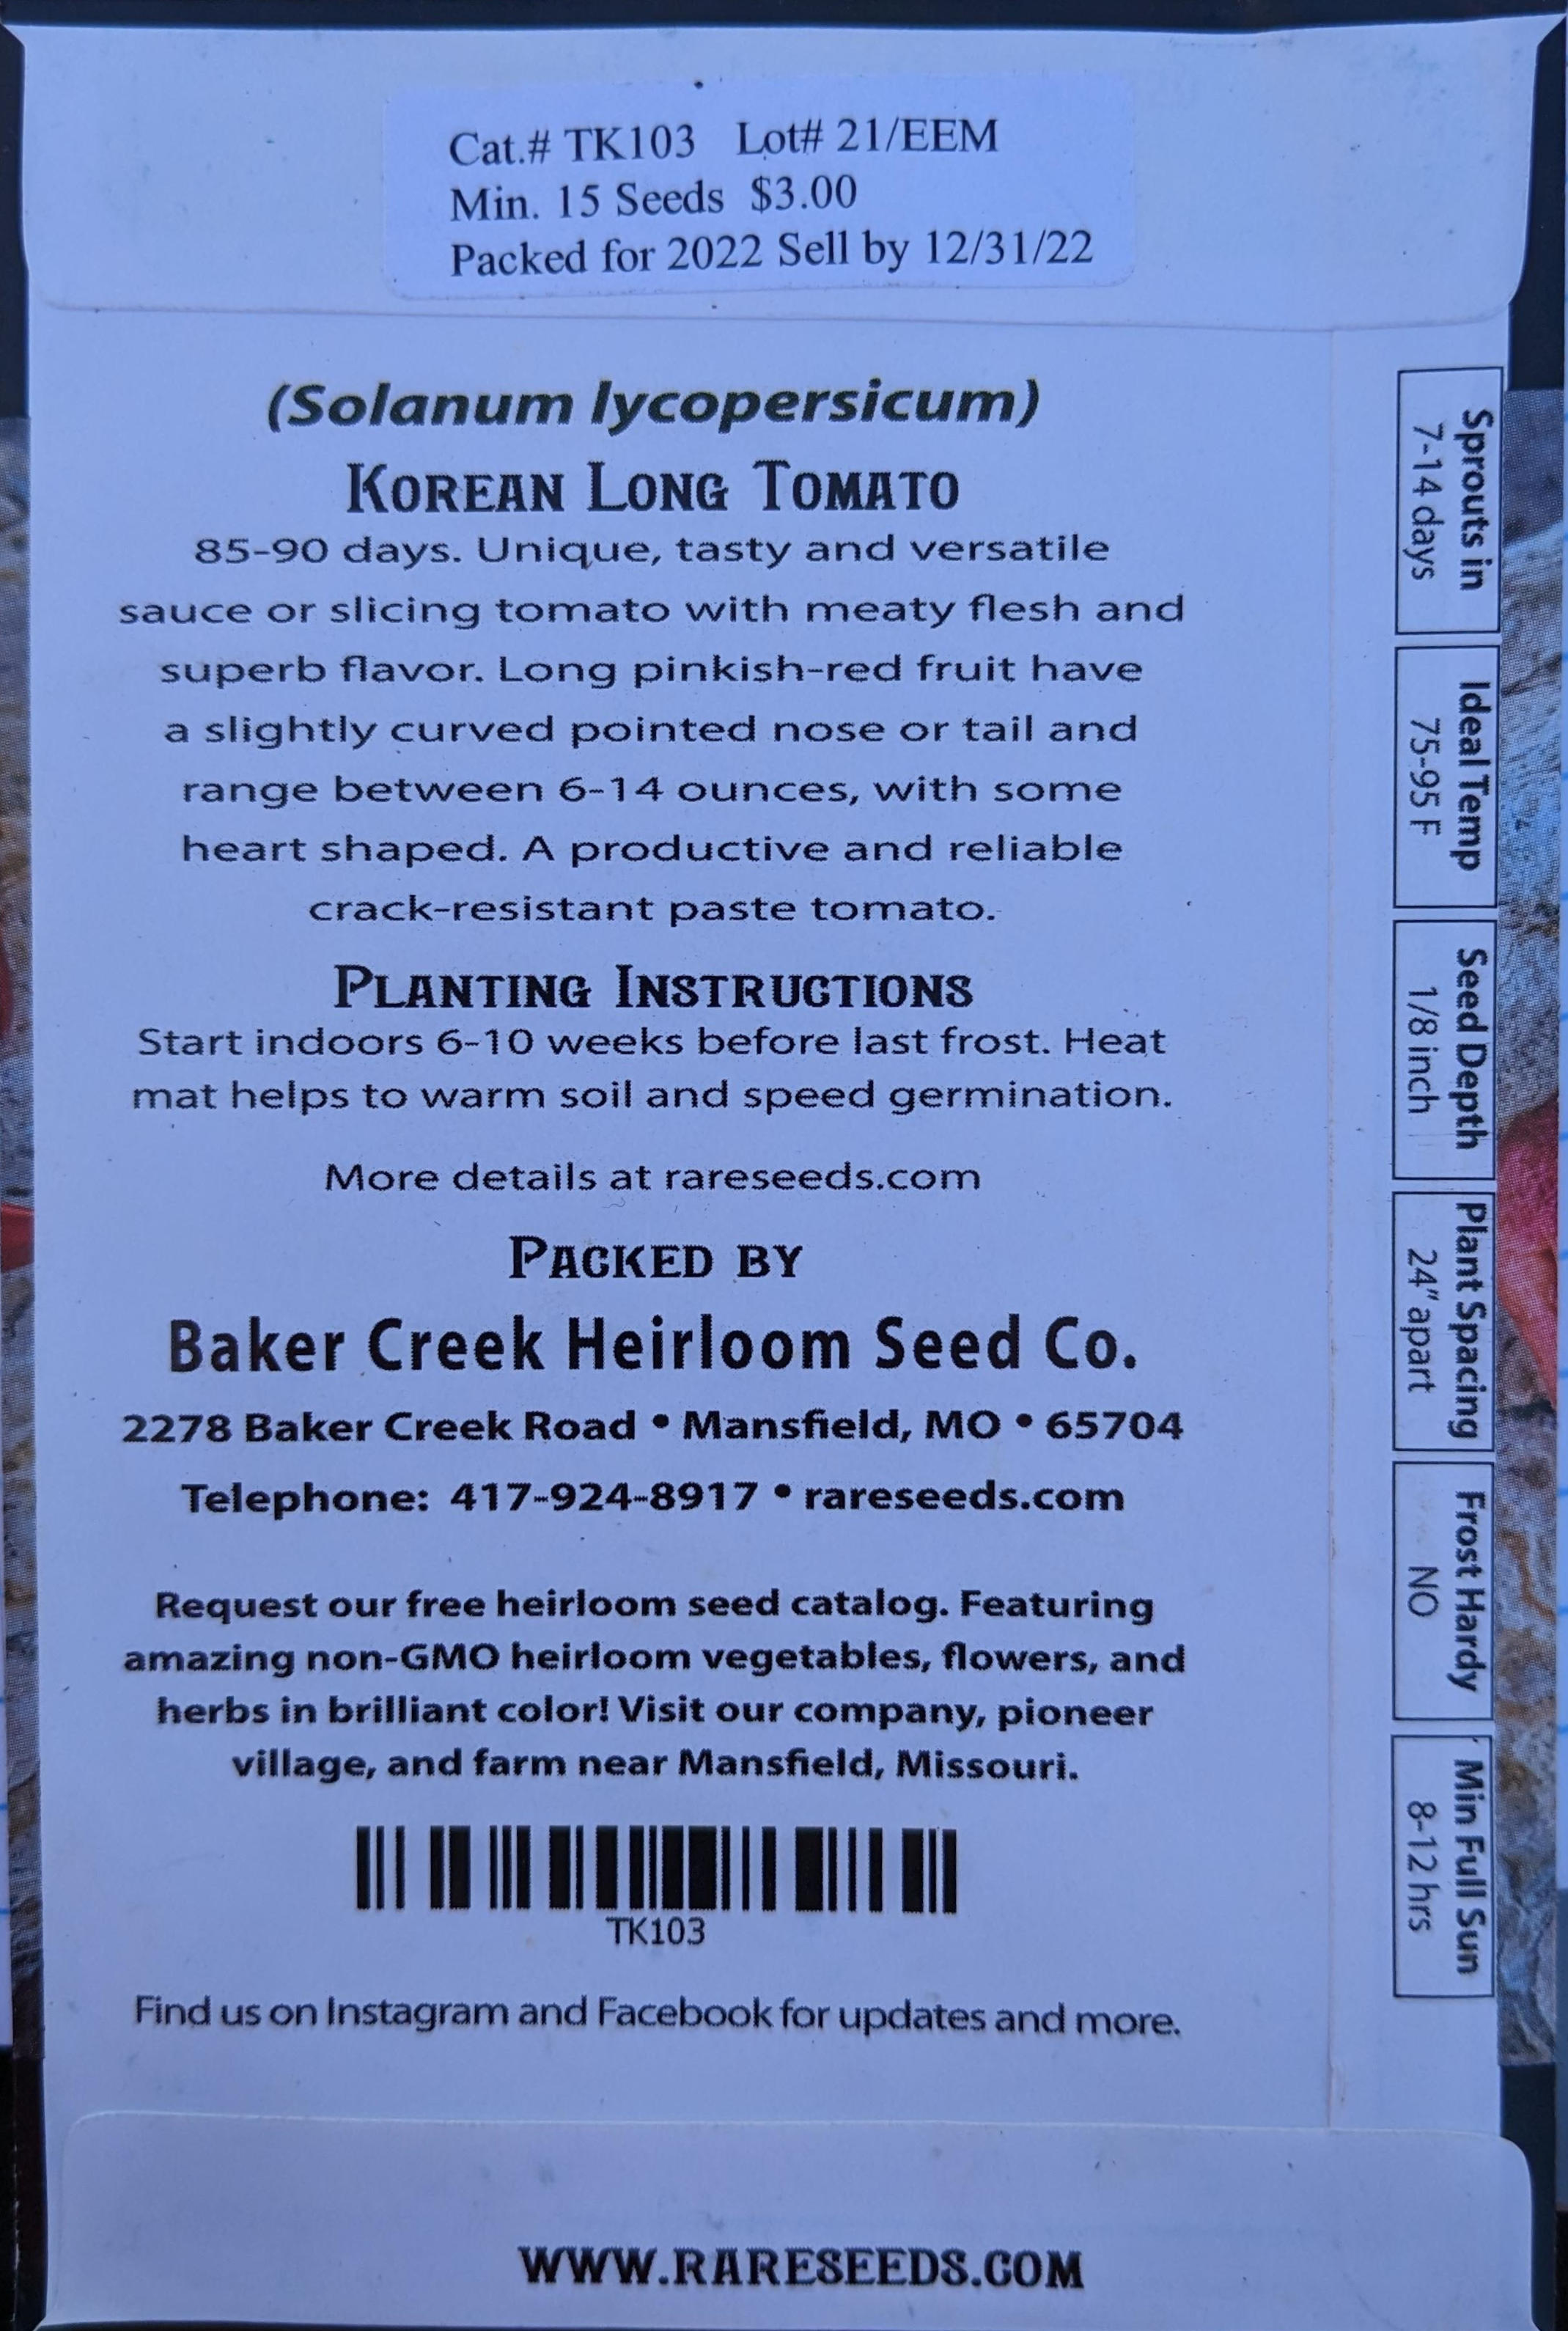 Cat.# TK103 Lot# 21/EEM
Min. 15 Seeds $3.00
Packed for 2022 Sell by 12/31/22
(Solanum lycopersicum)
KOREAN LONG TOMATO
85-90 days. Unique, tasty and versatile
sauce or slicing tomato with meaty flesh and
superb flavor. Long pinkish-red fruit have
a slightly curved pointed nose or tail and
range between 6-14 ounces, with some
heart shaped. A productive and reliable
crack-resistant paste tomato.
PLANTING INSTRUCTIONS
Start indoors 6-10 weeks before last frost. Heat
mat helps to warm soil and speed germination.
More details at rareseeds.com
PACKED BY
Baker Creek Heirloom Seed Co.
2278 Baker Creek Road • Mansfield, MO • 65704
Telephone: 417-924-8917 • rareseeds.com
Request our free heirloom seed catalog. Featuring
amazing non-GMO heirloom vegetables, flowers, and
herbs in brilliant color! Visit our company, pioneer
village, and farm near Mansfield, Missouri.
TK103
Find us on Instagram and Facebook for updates and more.
WWW.RARESEEDS.COM
Sprouts in
7-14 days
Ideal Temp
75-95 F
Seed Depth
1/8 inch
Plant Spacing
24" apart
Frost Hardy
NO
Min Full Sun
8-12 hrs